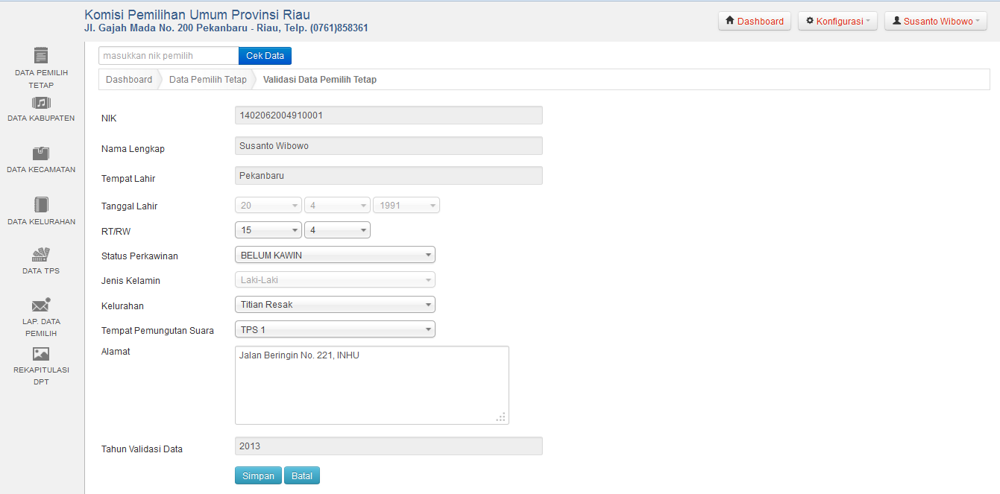 Komisi Pemilihan Umum Provinsi Riau
Jl. Gajah Mada No. 200 Pekanbaru - Riau, Telp. (0761)858361
Dashboard
Konfigurasi
Susanto Wibowo
DATA PEMILIH
TETAP
DATA KABUPATEN
DATA KECAMATAN
DATA KELURAHAN
DATA TPS
LAP. DATA
PEMILIH
REKAPITULASI
DPT
masukkan nik pemilih
Cek Data
Dashboard
Data Pemilih Tetap
Validasi Data Pemilih Tetap
NIK
1402062004910001
Nama Lengkap
Susanto Wibowo
Tempat Lahir
Pekanbaru
Tanggal Lahir
20
4
1991
RT/RW
15
4
Status Perkawinan
BELUM KAWIN
Jenis Kelamin
Laki-Laki
Kelurahan
Titian Resak
Tempat Pemungutan Suara
TPS 1
Alamat
Jalan Beringin No. 221, INHU
Tahun Validasi Data
2013
Simpan
Batal